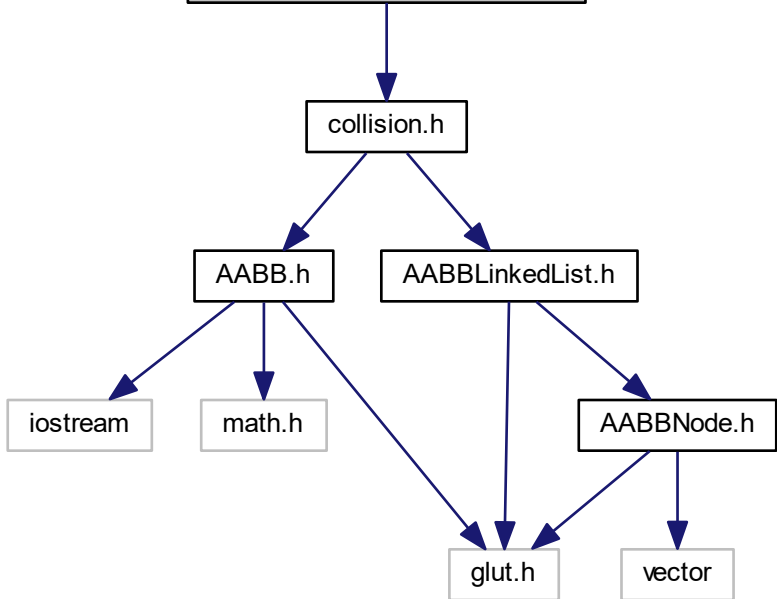 collision.h
AABB.h
AABBLinkedList.h
iostream
math.h
AABBNode.h
glut.h
vector